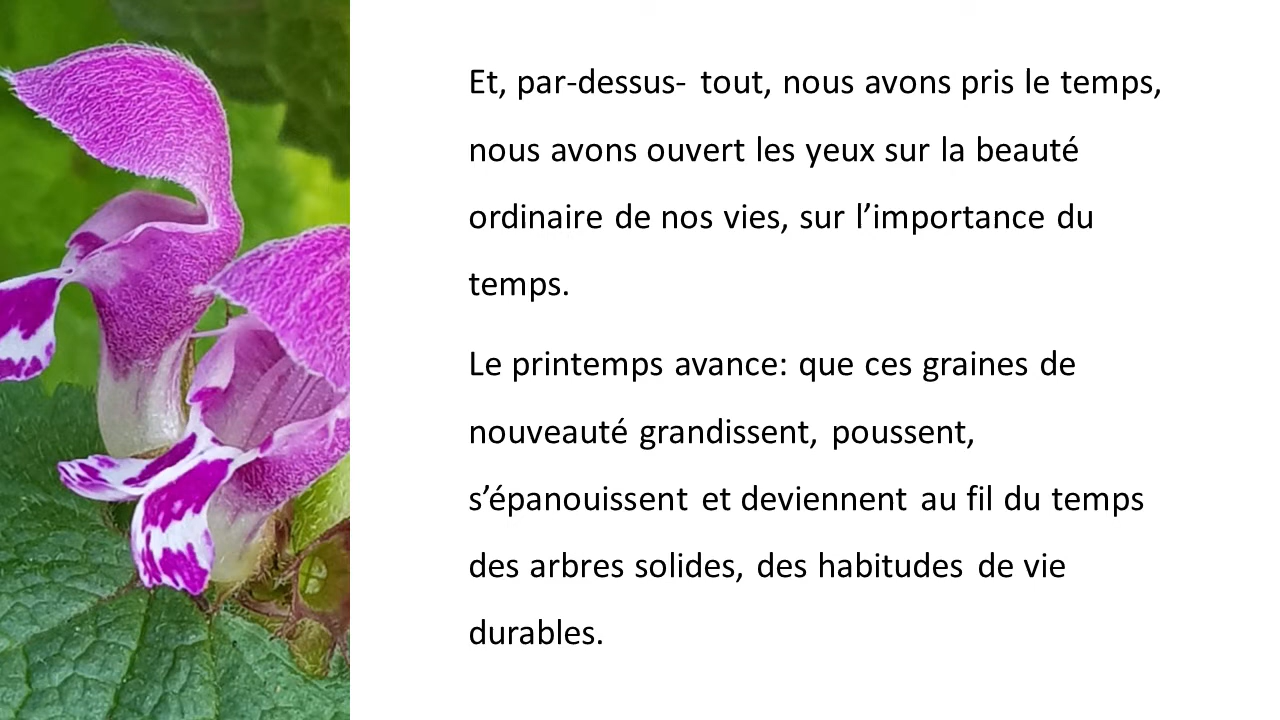 Et, par-dessus- tout, nous avons pris le temps,
nous avons ouvert les yeux sur la beauté
ordinaire de nos vies, sur l’importance du
temps.
Le printemps avance: que ces graines de
nouveauté grandissent, poussent,
s’épanouissent et deviennent au fil du temps
des arbres solides, des habitudes de vie
durables.